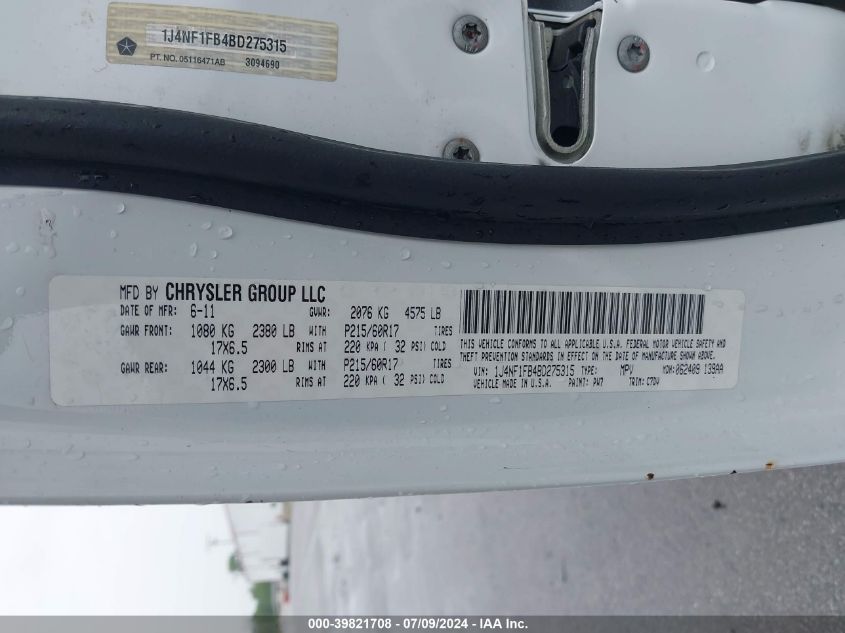 1J4NF1FB4BD275315
PT. NO. 05116471AB 3094690
MFD BY CHRYSLER GROUP LLC
DATE OF MFR: 6-11 GVWR: 2076 KG 4575 LB
GAWR FRONT: 1080 KG 2380 LB WITH P215/60R17 TIRES
17X6.5 RIMS AT 220 KPA ( 32 PSI) COLD
GAWR REAR: 1044 KG 2300 LB WITH P215/60R17 TIRES
17X6.5 RIMS AT 220 KPA ( 32 PSI) COLD
THIS VEHICLE CONFORMS TO ALL APPLICABLE U.S.A. FEDERAL MOTOR VEHICLE SAFETY AND
THEFT PREVENTION STANDARDS IN EFFECT ON THE DATE OF MANUFACTURE SHOWN ABOVE.
VIN: 1J4NF1FB4BD275315 TYPE: MPV MDH: 062409 138AA
VEHICLE MADE IN U.S.A. PAINT: PW7 TRIM: C7DV
000-39821708 - 07/09/2024 - IAA Inc.